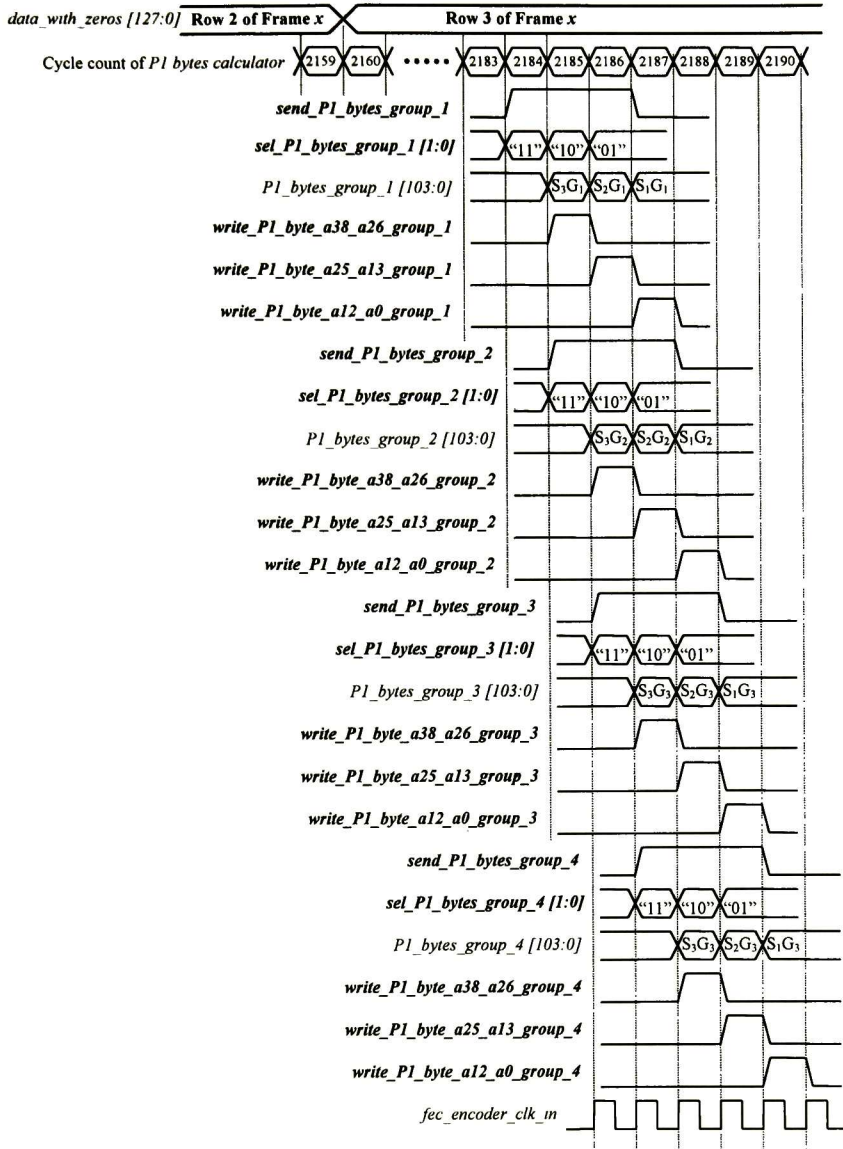 data_with_zeros [127:0] Row 2 of Frame x Row 3 of Frame x
Cycle count of P1 bytes calculator 2159 2160 ..... 2183 2184 2185 2186 2187 2188 2189 2190
send_P1_bytes_group_1
sel_P1_bytes_group_1 [1:0] "11" "10" "01"
P1_bytes_group_1 [103:0] S3G1 S2G1 S1G1
write_P1_byte_a38_a26_group_1
write_P1_byte_a25_a13_group_1
write_P1_byte_a12_a0_group_1
send_P1_bytes_group_2
sel_P1_bytes_group_2 [1:0] "11" "10" "01"
P1_bytes_group_2 [103:0] S3G2 S2G2 S1G2
write_P1_byte_a38_a26_group_2
write_P1_byte_a25_a13_group_2
write_P1_byte_a12_a0_group_2
send_P1_bytes_group_3
sel_P1_bytes_group_3 [1:0] "11" "10" "01"
P1_bytes_group_3 [103:0] S3G3 S2G3 S1G3
write_P1_byte_a38_a26_group_3
write_P1_byte_a25_a13_group_3
write_P1_byte_a12_a0_group_3
send_P1_bytes_group_4
sel_P1_bytes_group_4 [1:0] "11" "10" "01"
P1_bytes_group_4 [103:0] S3G3 S2G3 S1G3
write_P1_byte_a38_a26_group_4
write_P1_byte_a25_a13_group_4
write_P1_byte_a12_a0_group_4
fec_encoder_clk_in